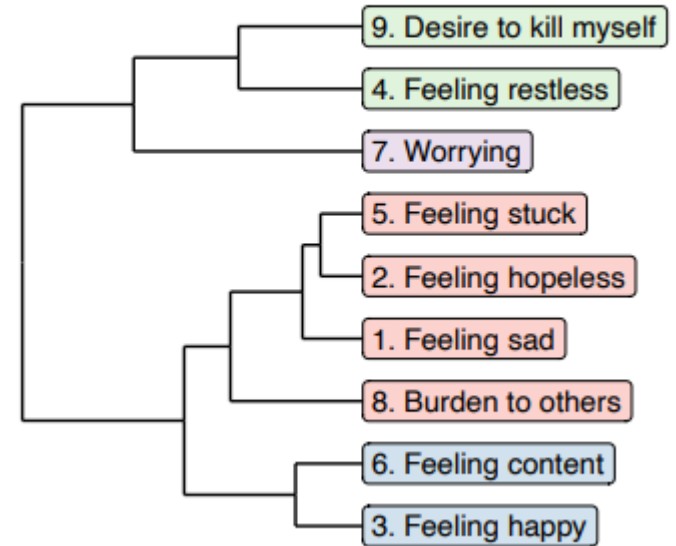 9. Desire to kill myself
4. Feeling restless
7. Worrying
5. Feeling stuck
2. Feeling hopeless
1. Feeling sad
8. Burden to others
6. Feeling content
3. Feeling happy